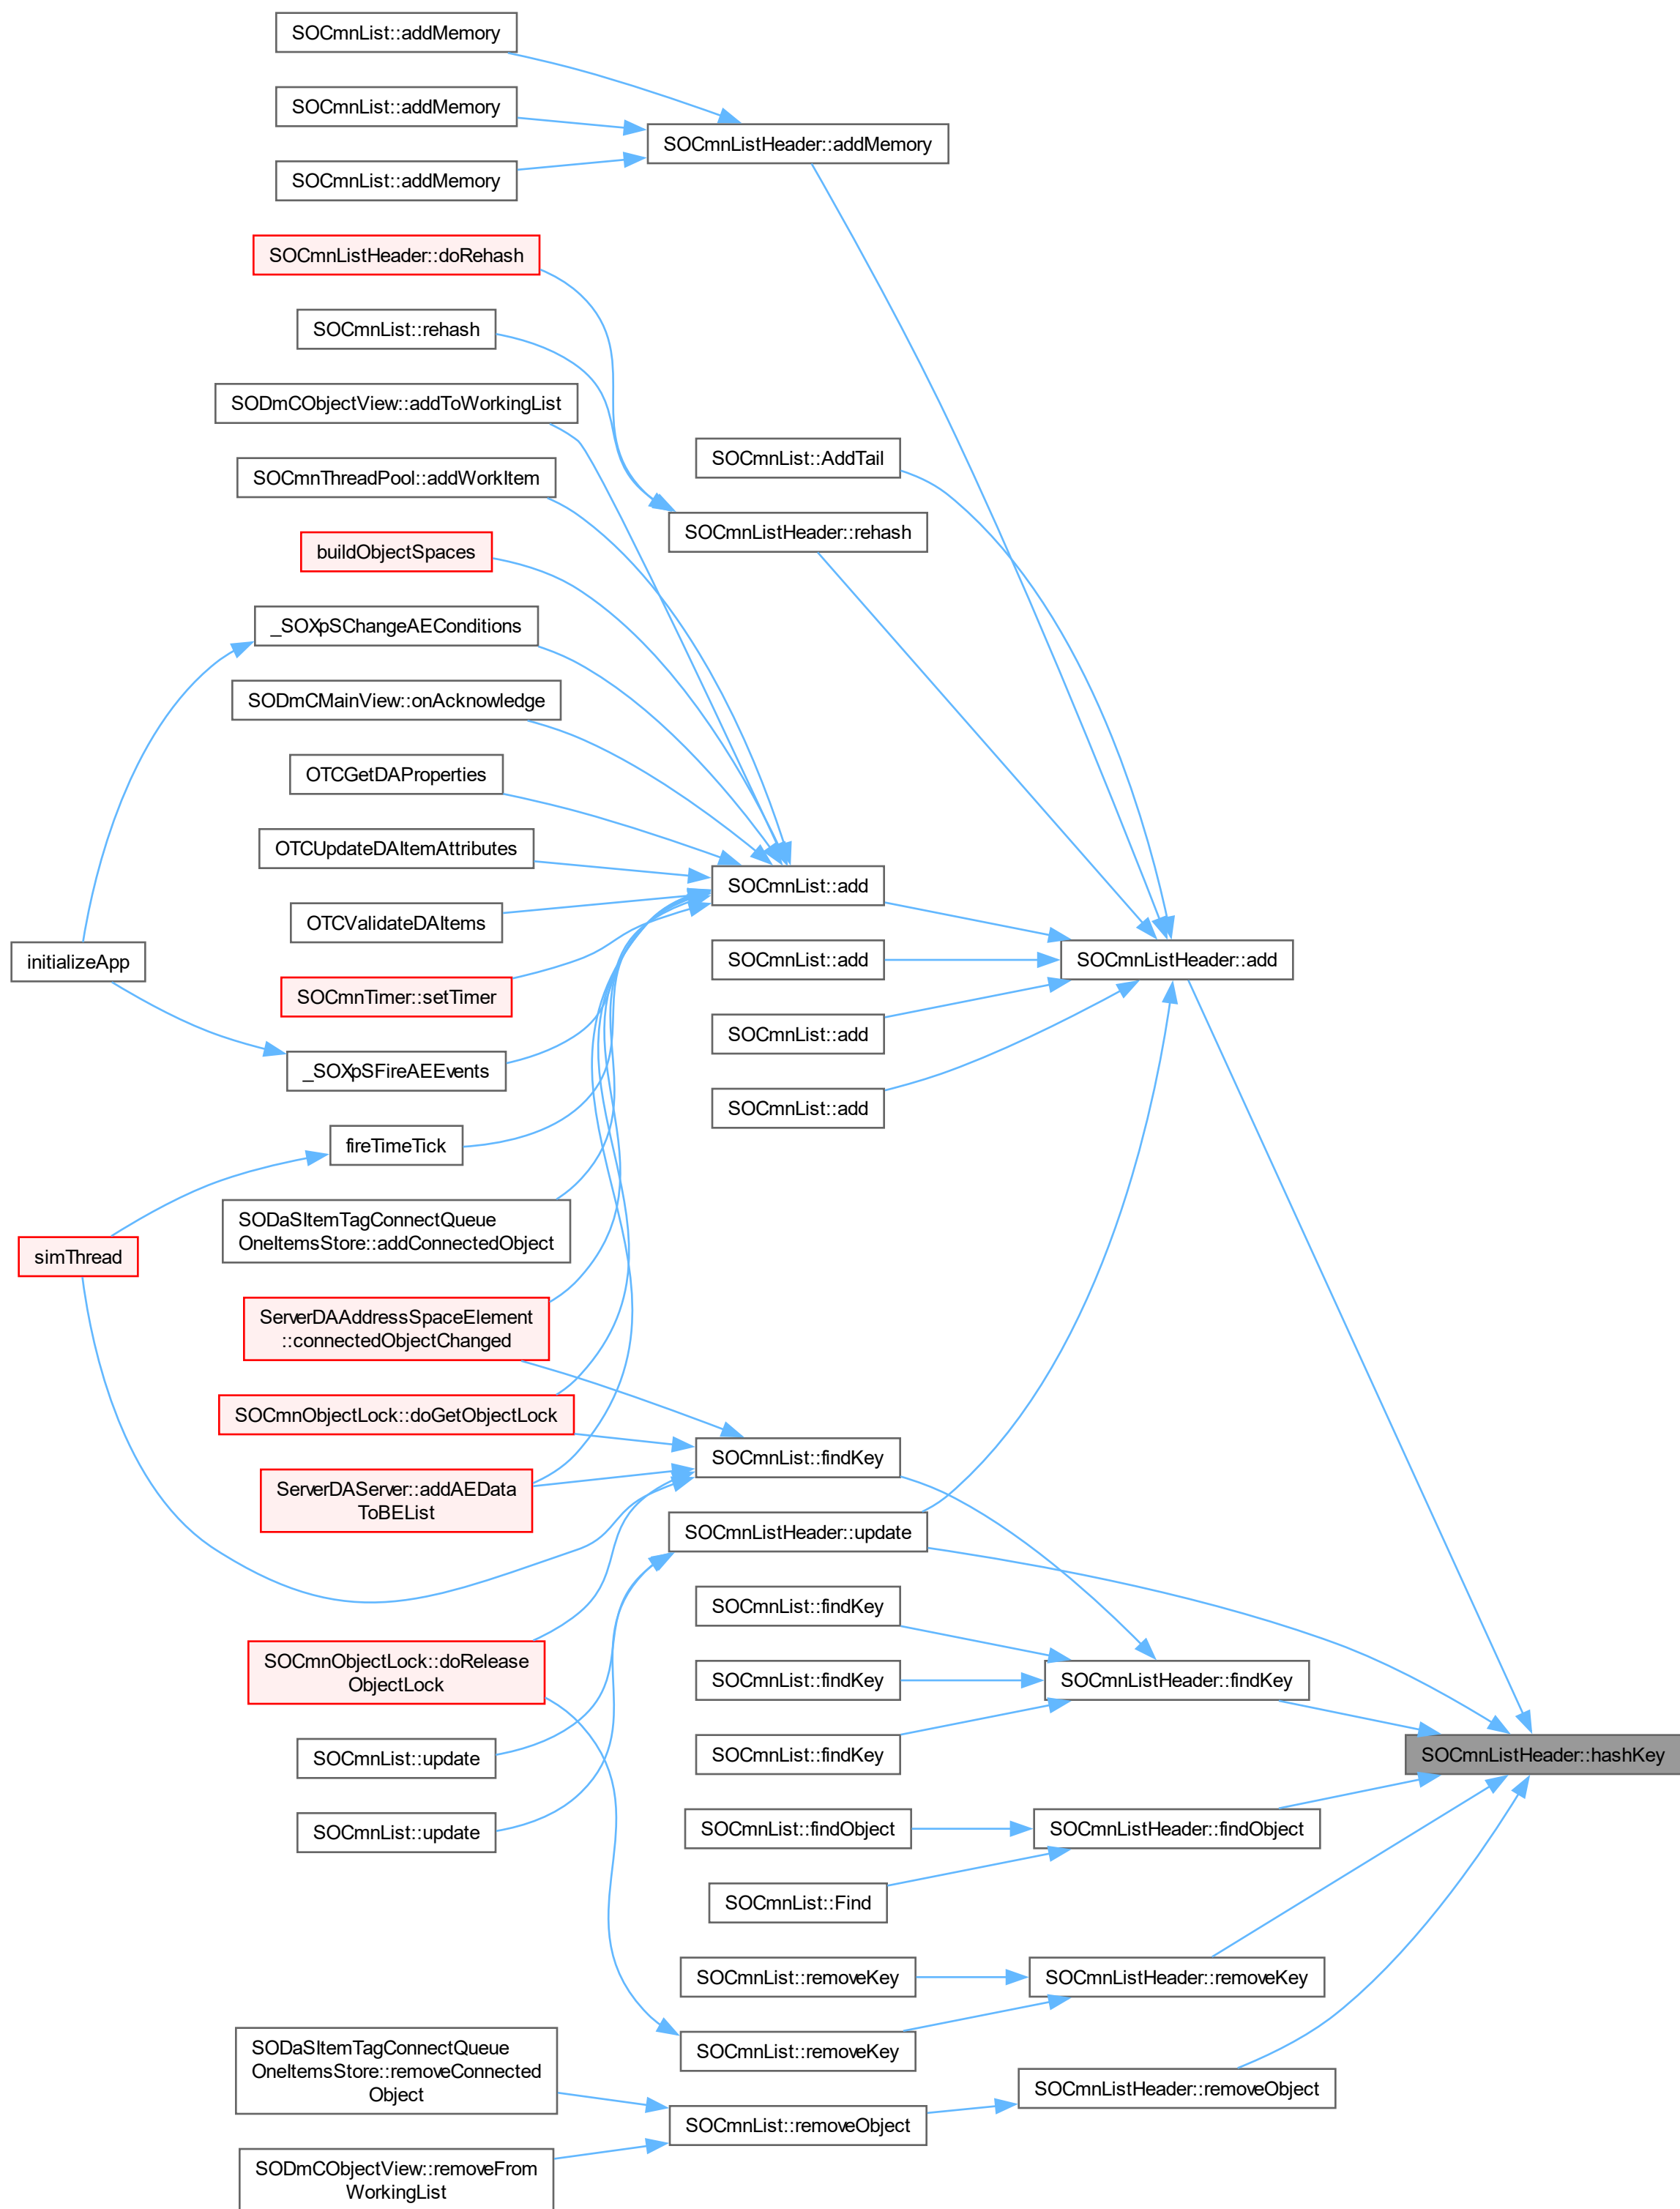 SOCmnList::addMemory
SOCmnList::addMemory
SOCmnListHeader::addMemory
SOCmnList::addMemory
SOCmnListHeader::doRehash
SOCmnList::rehash
SODmCObjectView::addToWorkingList
SOCmnList::AddTail
SOCmnThreadPool::addWorkItem
SOCmnListHeader::rehash
buildObjectSpaces
_SOXpSChangeAEConditions
SODmCMainView::onAcknowledge
OTCGetDAProperties
OTCUpdateDAItemAttributes
SOCmnList::add
OTCValidateDAItems
initializeApp
SOCmnList::add
SOCmnListHeader::add
SOCmnTimer::setTimer
SOCmnList::add
_SOXpSFireAEEvents
SOCmnList::add
fireTimeTick
SODaSItemTagConnectQueue
OneItemsStore::addConnectedObject
simThread
ServerDAAddressSpaceElement
::connectedObjectChanged
SOCmnObjectLock::doGetObjectLock
SOCmnList::findKey
ServerDAServer::addAEData
ToBEList
SOCmnListHeader::update
SOCmnList::findKey
SOCmnObjectLock::doRelease
ObjectLock
SOCmnList::findKey
SOCmnListHeader::findKey
SOCmnList::update
SOCmnList::findKey
SOCmnListHeader::hashKey
SOCmnList::update
SOCmnList::findObject
SOCmnListHeader::findObject
SOCmnList::Find
SOCmnList::removeKey
SOCmnListHeader::removeKey
SOCmnList::removeKey
SODaSItemTagConnectQueue
OneItemsStore::removeConnected
Object
SOCmnListHeader::removeObject
SOCmnList::removeObject
SODmCObjectView::removeFrom
WorkingList